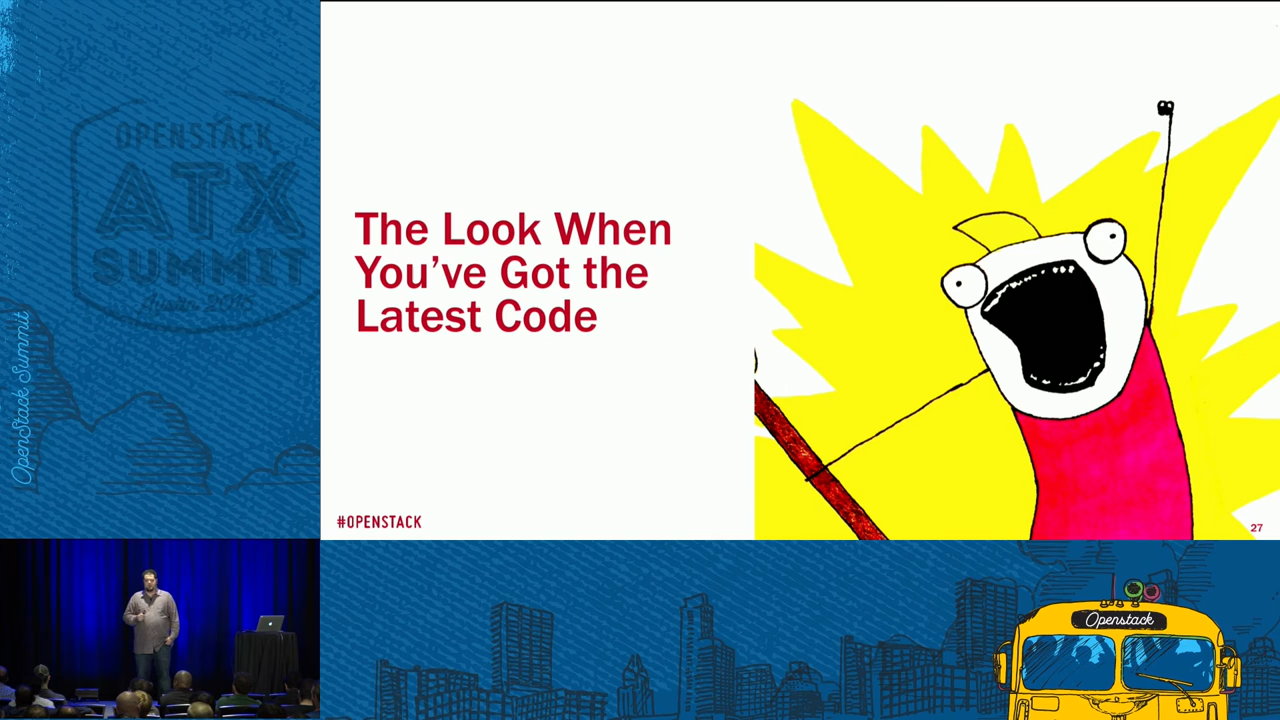 OPENSTACK
ATX
SUMMIT
OpenStack Summit
The Look When
You’ve Got the
Latest Code
#OPENSTACK
27
Openstack